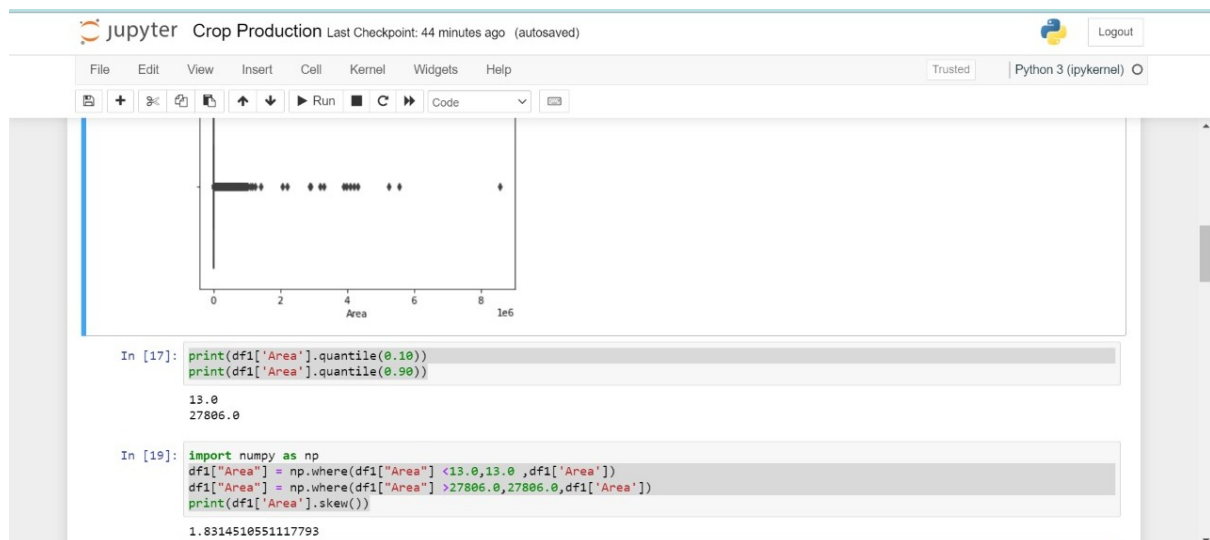 jupyter Crop Production Last Checkpoint: 44 minutes ago (autosaved)
Logout
File Edit View Insert Cell Kernel Widgets Help
Trusted
Python 3 (ipykernel)
Run
Code
0 2 4 6 8
Area
1e6
In [17]: print(df1['Area'].quantile(0.10))
print(df1['Area'].quantile(0.90))
13.0
27806.0
In [19]: import numpy as np
df1["Area"] = np.where(df1["Area"] <13.0,13.0 ,df1['Area'])
df1["Area"] = np.where(df1["Area"] >27806.0,27806.0,df1['Area'])
print(df1['Area'].skew())
1.8314510551117793